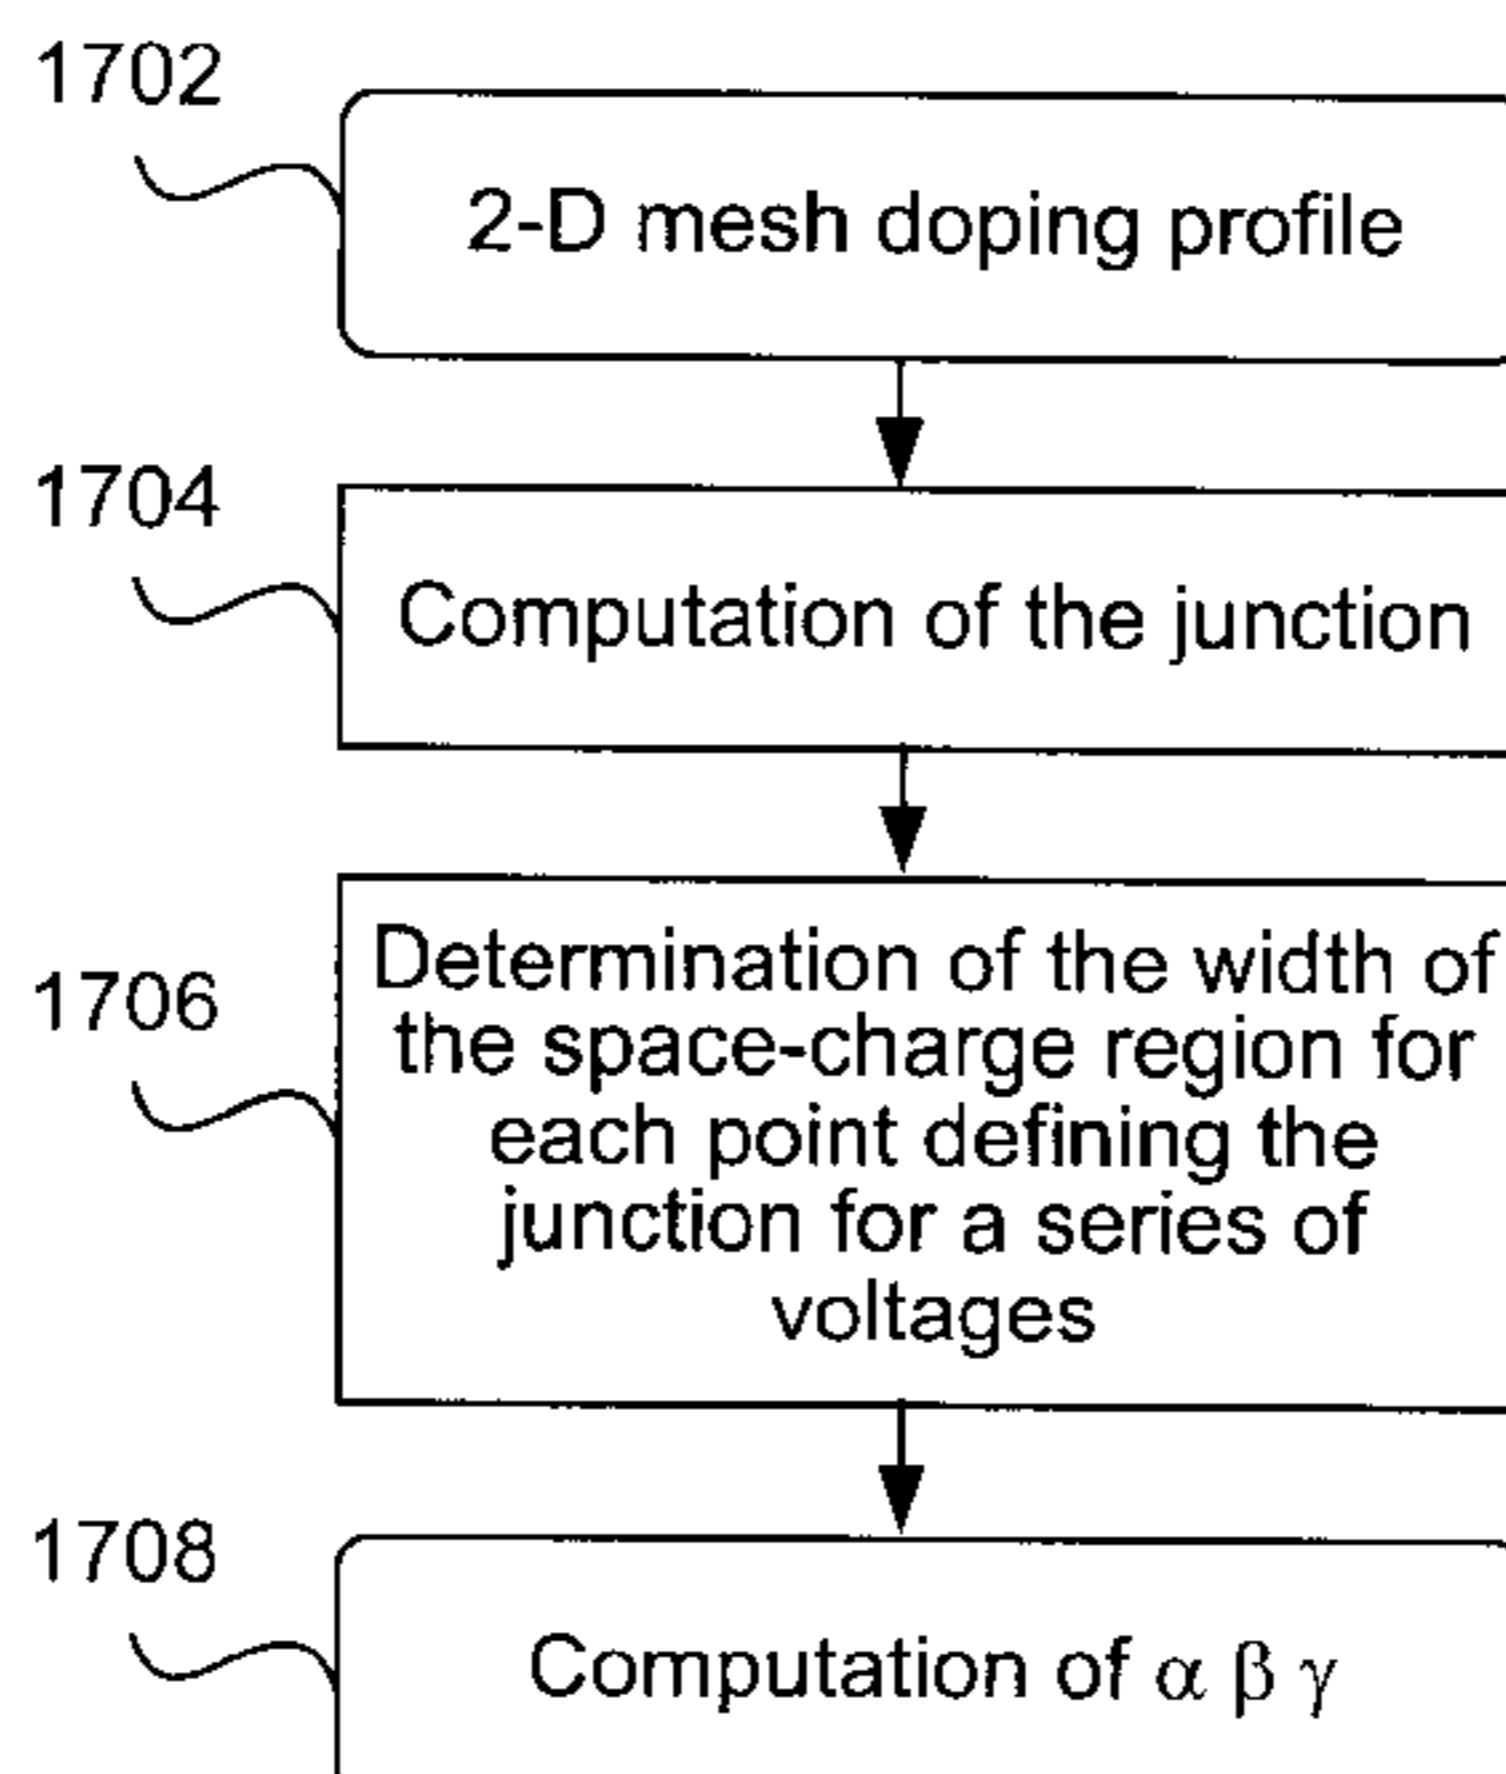 1702
2-D mesh doping profile
1704
Computation of the junction
1706
Determination of the width of
the space-charge region for
each point defining the
junction for a series of
voltages
1708
Computation of α β γ